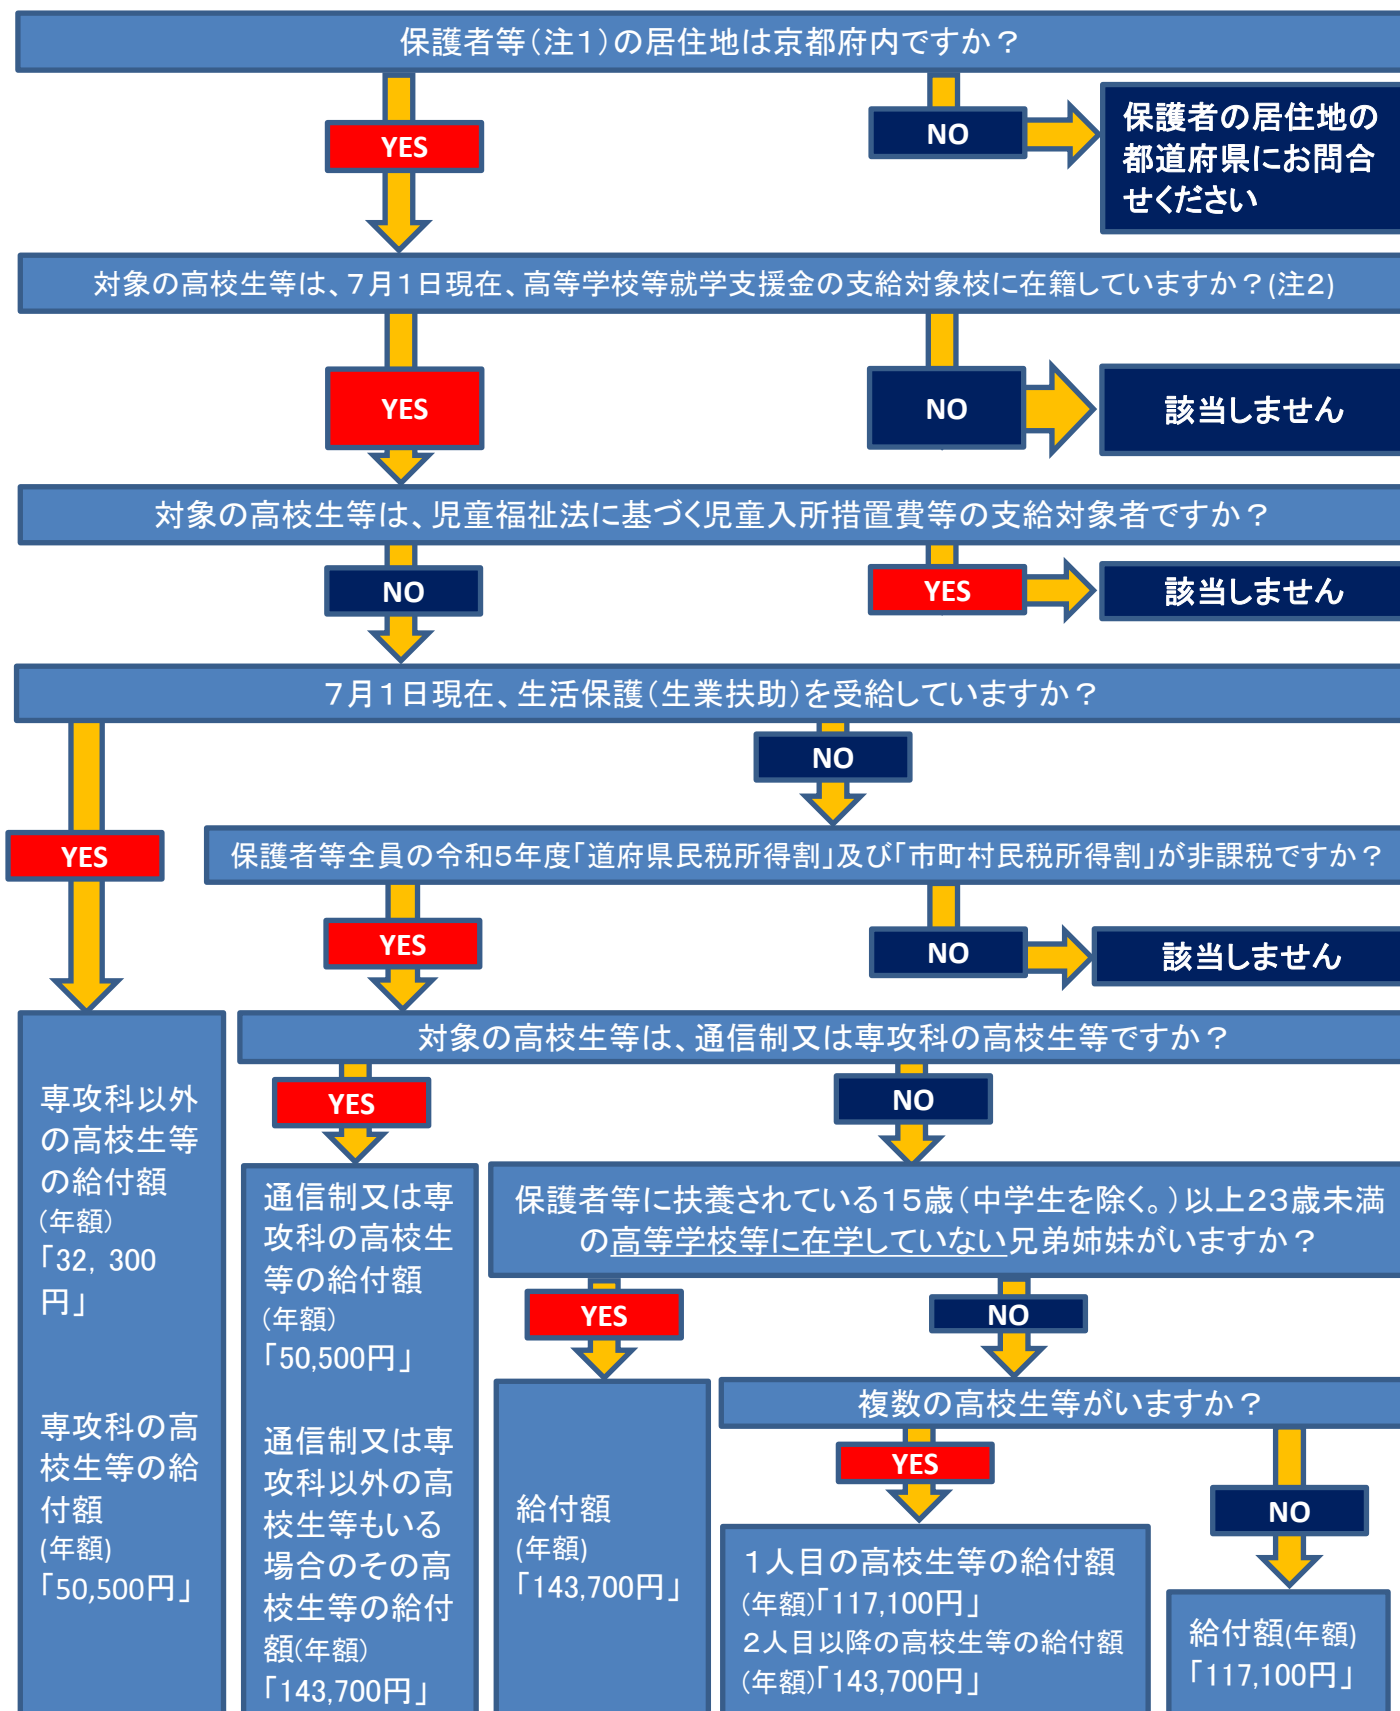 保護者等（注１）の居住地は京都府内ですか？
YES
NO
保護者の居住地の
都道府県にお問合
せください
対象の高校生等は、７月１日現在、高等学校等就学支援金の支給対象校に在籍していますか？(注２)
YES
NO
該当しません
対象の高校生等は、児童福祉法に基づく児童入所措置費等の支給対象者ですか？
NO
YES
該当しません
７月１日現在、生活保護（生業扶助）を受給していますか？
NO
YES
保護者等全員の令和５年度「道府県民税所得割」及び「市町村民税所得割」が非課税ですか？
YES
NO
該当しません
対象の高校生等は、通信制又は専攻科の高校生等ですか？
YES
NO
専攻科以外
の高校生等
の給付額
（年額）
「32，300
円」
専攻科の高
校生等の給
付額
(年額)
「50,500円」
通信制又は専
攻科の高校生
等の給付額
（年額）
「50,500円」
通信制又は専
攻科以外の高
校生等もいる
場合のその高
校生等の給付
額(年額）
「143,700円」
保護者等に扶養されている１５歳（中学生を除く。）以上２３歳未満
の高等学校等に在学していない兄弟姉妹がいますか？
YES
NO
給付額
(年額)
「143,700円」
複数の高校生等がいますか？
YES
NO
１人目の高校生等の給付額
（年額）「117,100円」
２人目以降の高校生等の給付額
（年額）「143,700円」
給付額(年額）
「117,100円」